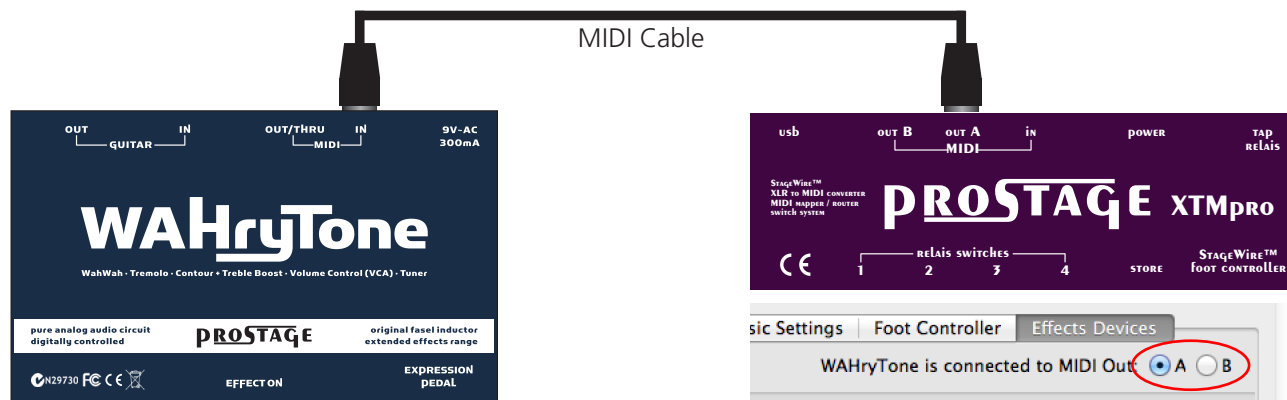 MIDI Cable
OUT IN OUT/THRU IN 9V~AC
GUITAR MIDI 300mA
WAHryTone
WahWah · Tremolo · Contour + Treble Boost · Volume Control (VCA) · Tuner
pure analog audio circuit
digitally controlled
PROSTAGE
original fasel inductor
extended effects range
N29730 FC CE
EFFECT ON
EXPRESSION
PEDAL
usb OUT B OUT A iN POWER TAP
MIDI RELAIS
StageWire™
XLR to MIDI converter
MIDI mapper / router
switch system
PROSTAGE XTMpro
CE
RELAIS SWITCHES
1 2 3 4
STORE
StageWire™
foot controller
sic Settings Foot Controller Effects Devices
WAHryTone is connected to MIDI Out: A B